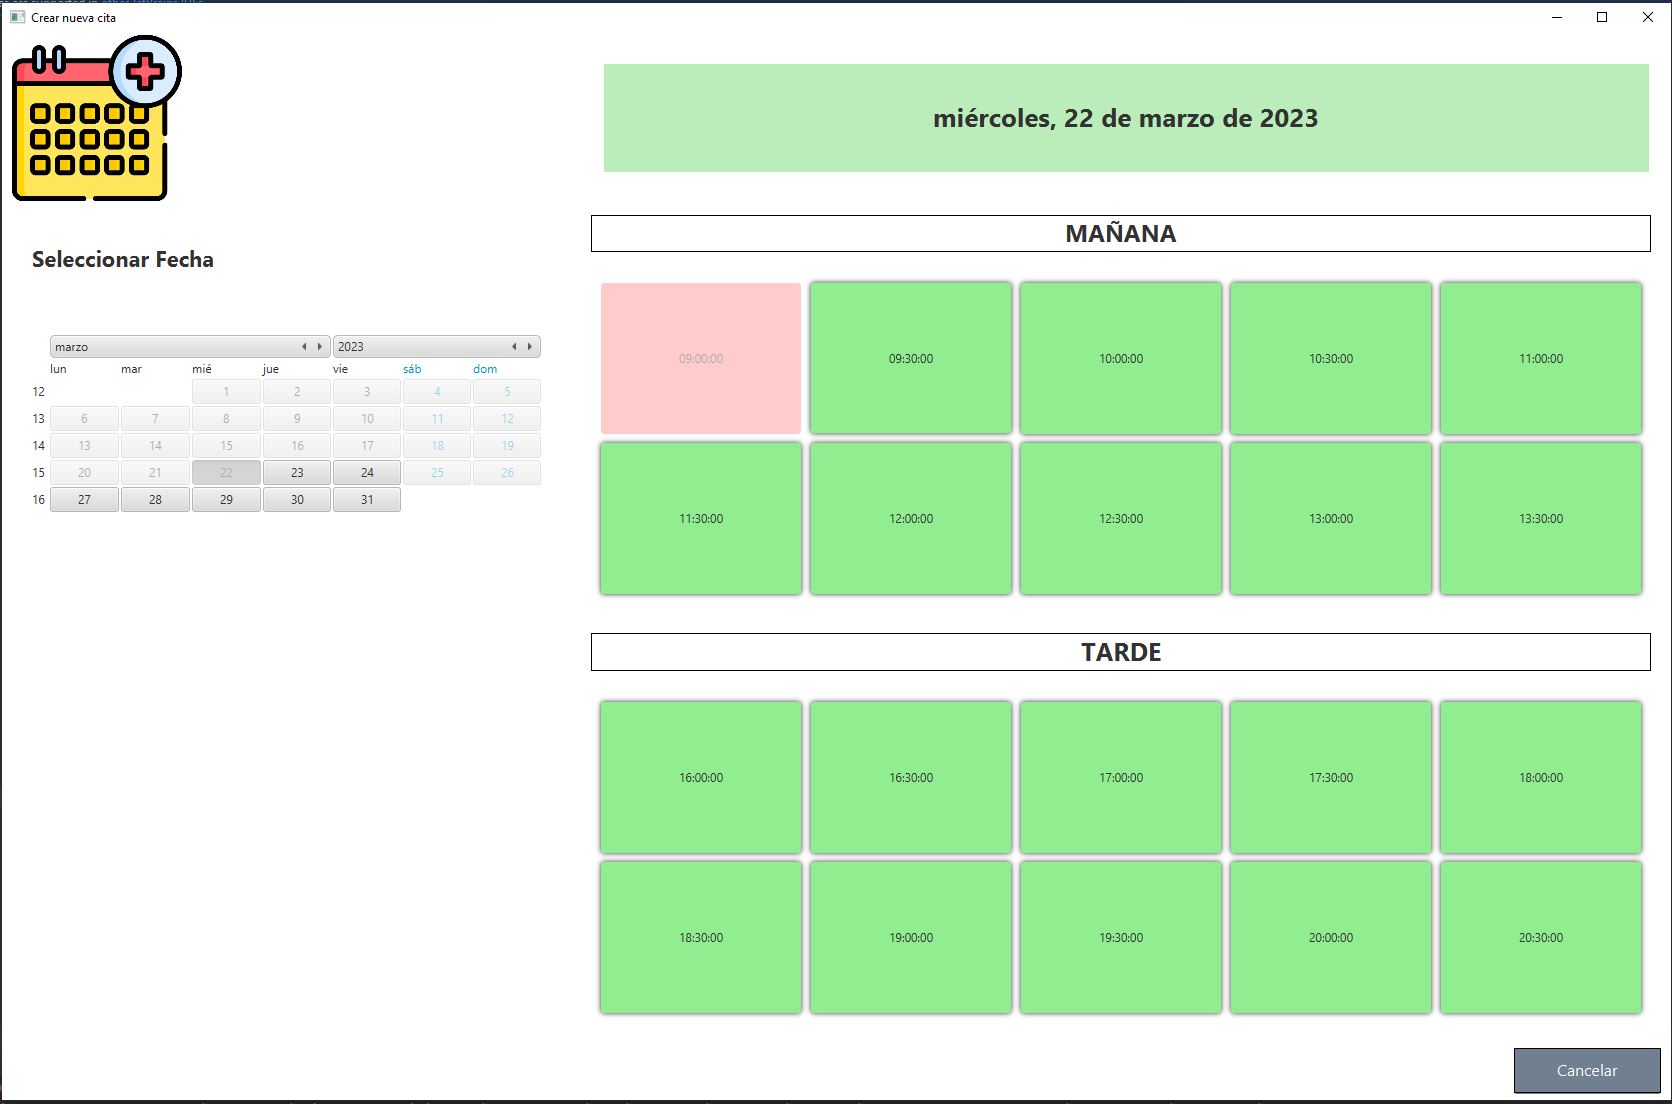 Crear nueva cita
miércoles, 22 de marzo de 2023
Seleccionar Fecha
marzo 2023
lun mar mié jue vie sáb dom
12 1 2 3 4 5
13 6 7 8 9 10 11 12
14 13 14 15 16 17 18 19
15 20 21 22 23 24 25 26
16 27 28 29 30 31
MAÑANA
09:00:00 09:30:00 10:00:00 10:30:00 11:00:00
11:30:00 12:00:00 12:30:00 13:00:00 13:30:00
TARDE
16:00:00 16:30:00 17:00:00 17:30:00 18:00:00
18:30:00 19:00:00 19:30:00 20:00:00 20:30:00
Cancelar